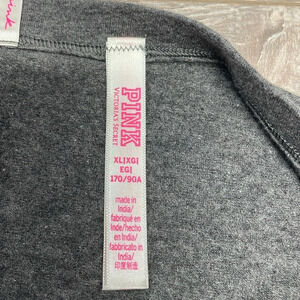 Pink
PINK
VICTORIA'S SECRET
XL|XG|
EG|
170/90A
made in
India/
fabriqué en
Inde/hecho
en India/
fabbricato in
India/
印度制造